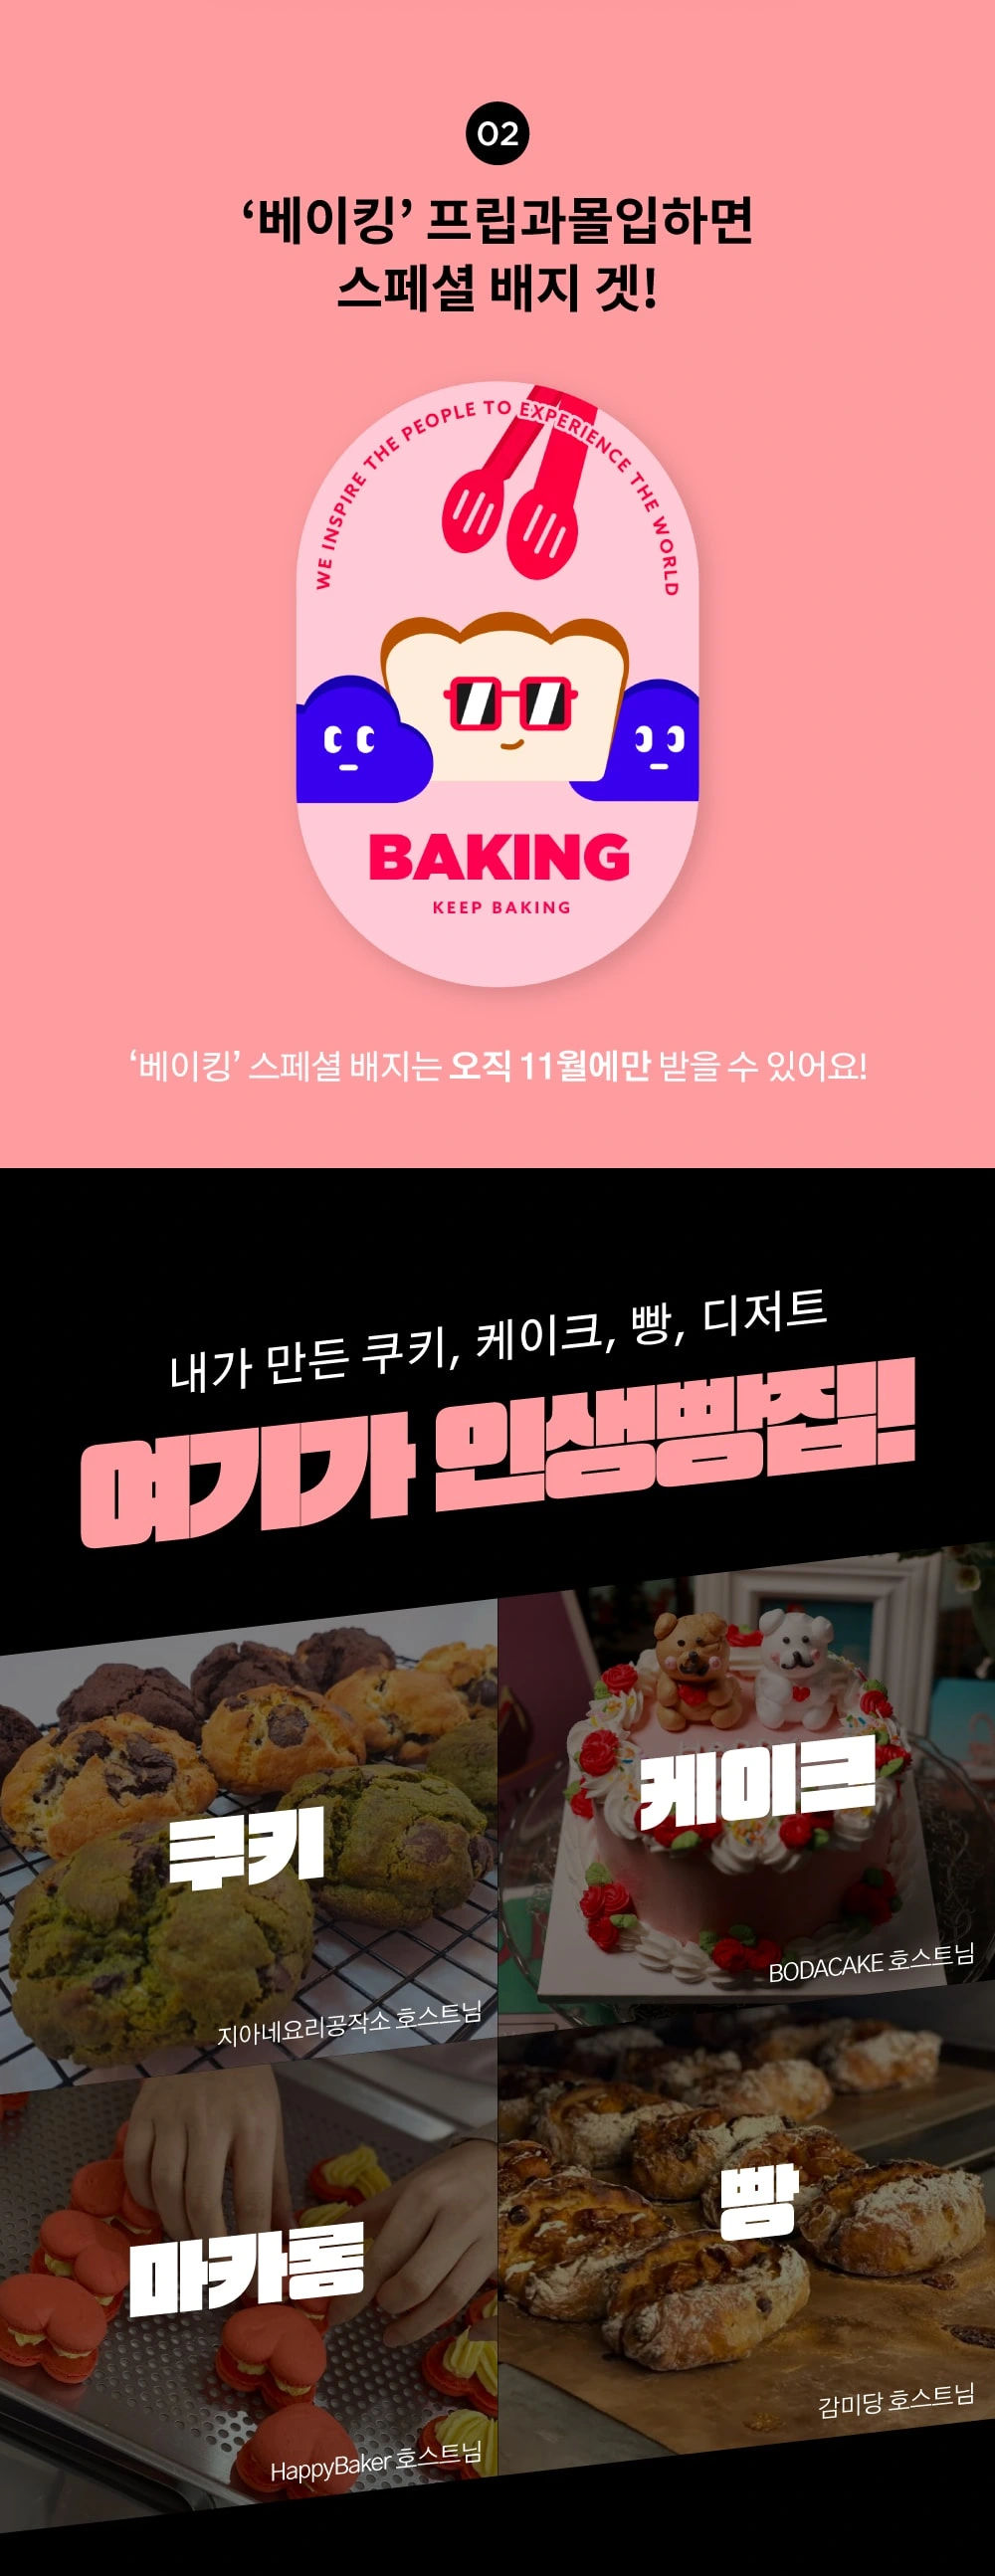 02
‘베이킹’ 프립과몰입하면
스페셜 배지 겟!
WE INSPIRE THE PEOPLE TO EXPERIENCE THE WORLD
BAKING
KEEP BAKING
‘베이킹’ 스페셜 배지는 오직 11월에만 받을 수 있어요!
내가 만든 쿠키, 케이크, 빵, 디저트
여기가 인생빵집!!
쿠키
지아네요리공작소 호스트님
케이크
BODACAKE 호스트님
마카롱
HappyBaker 호스트님
빵
감미당 호스트님